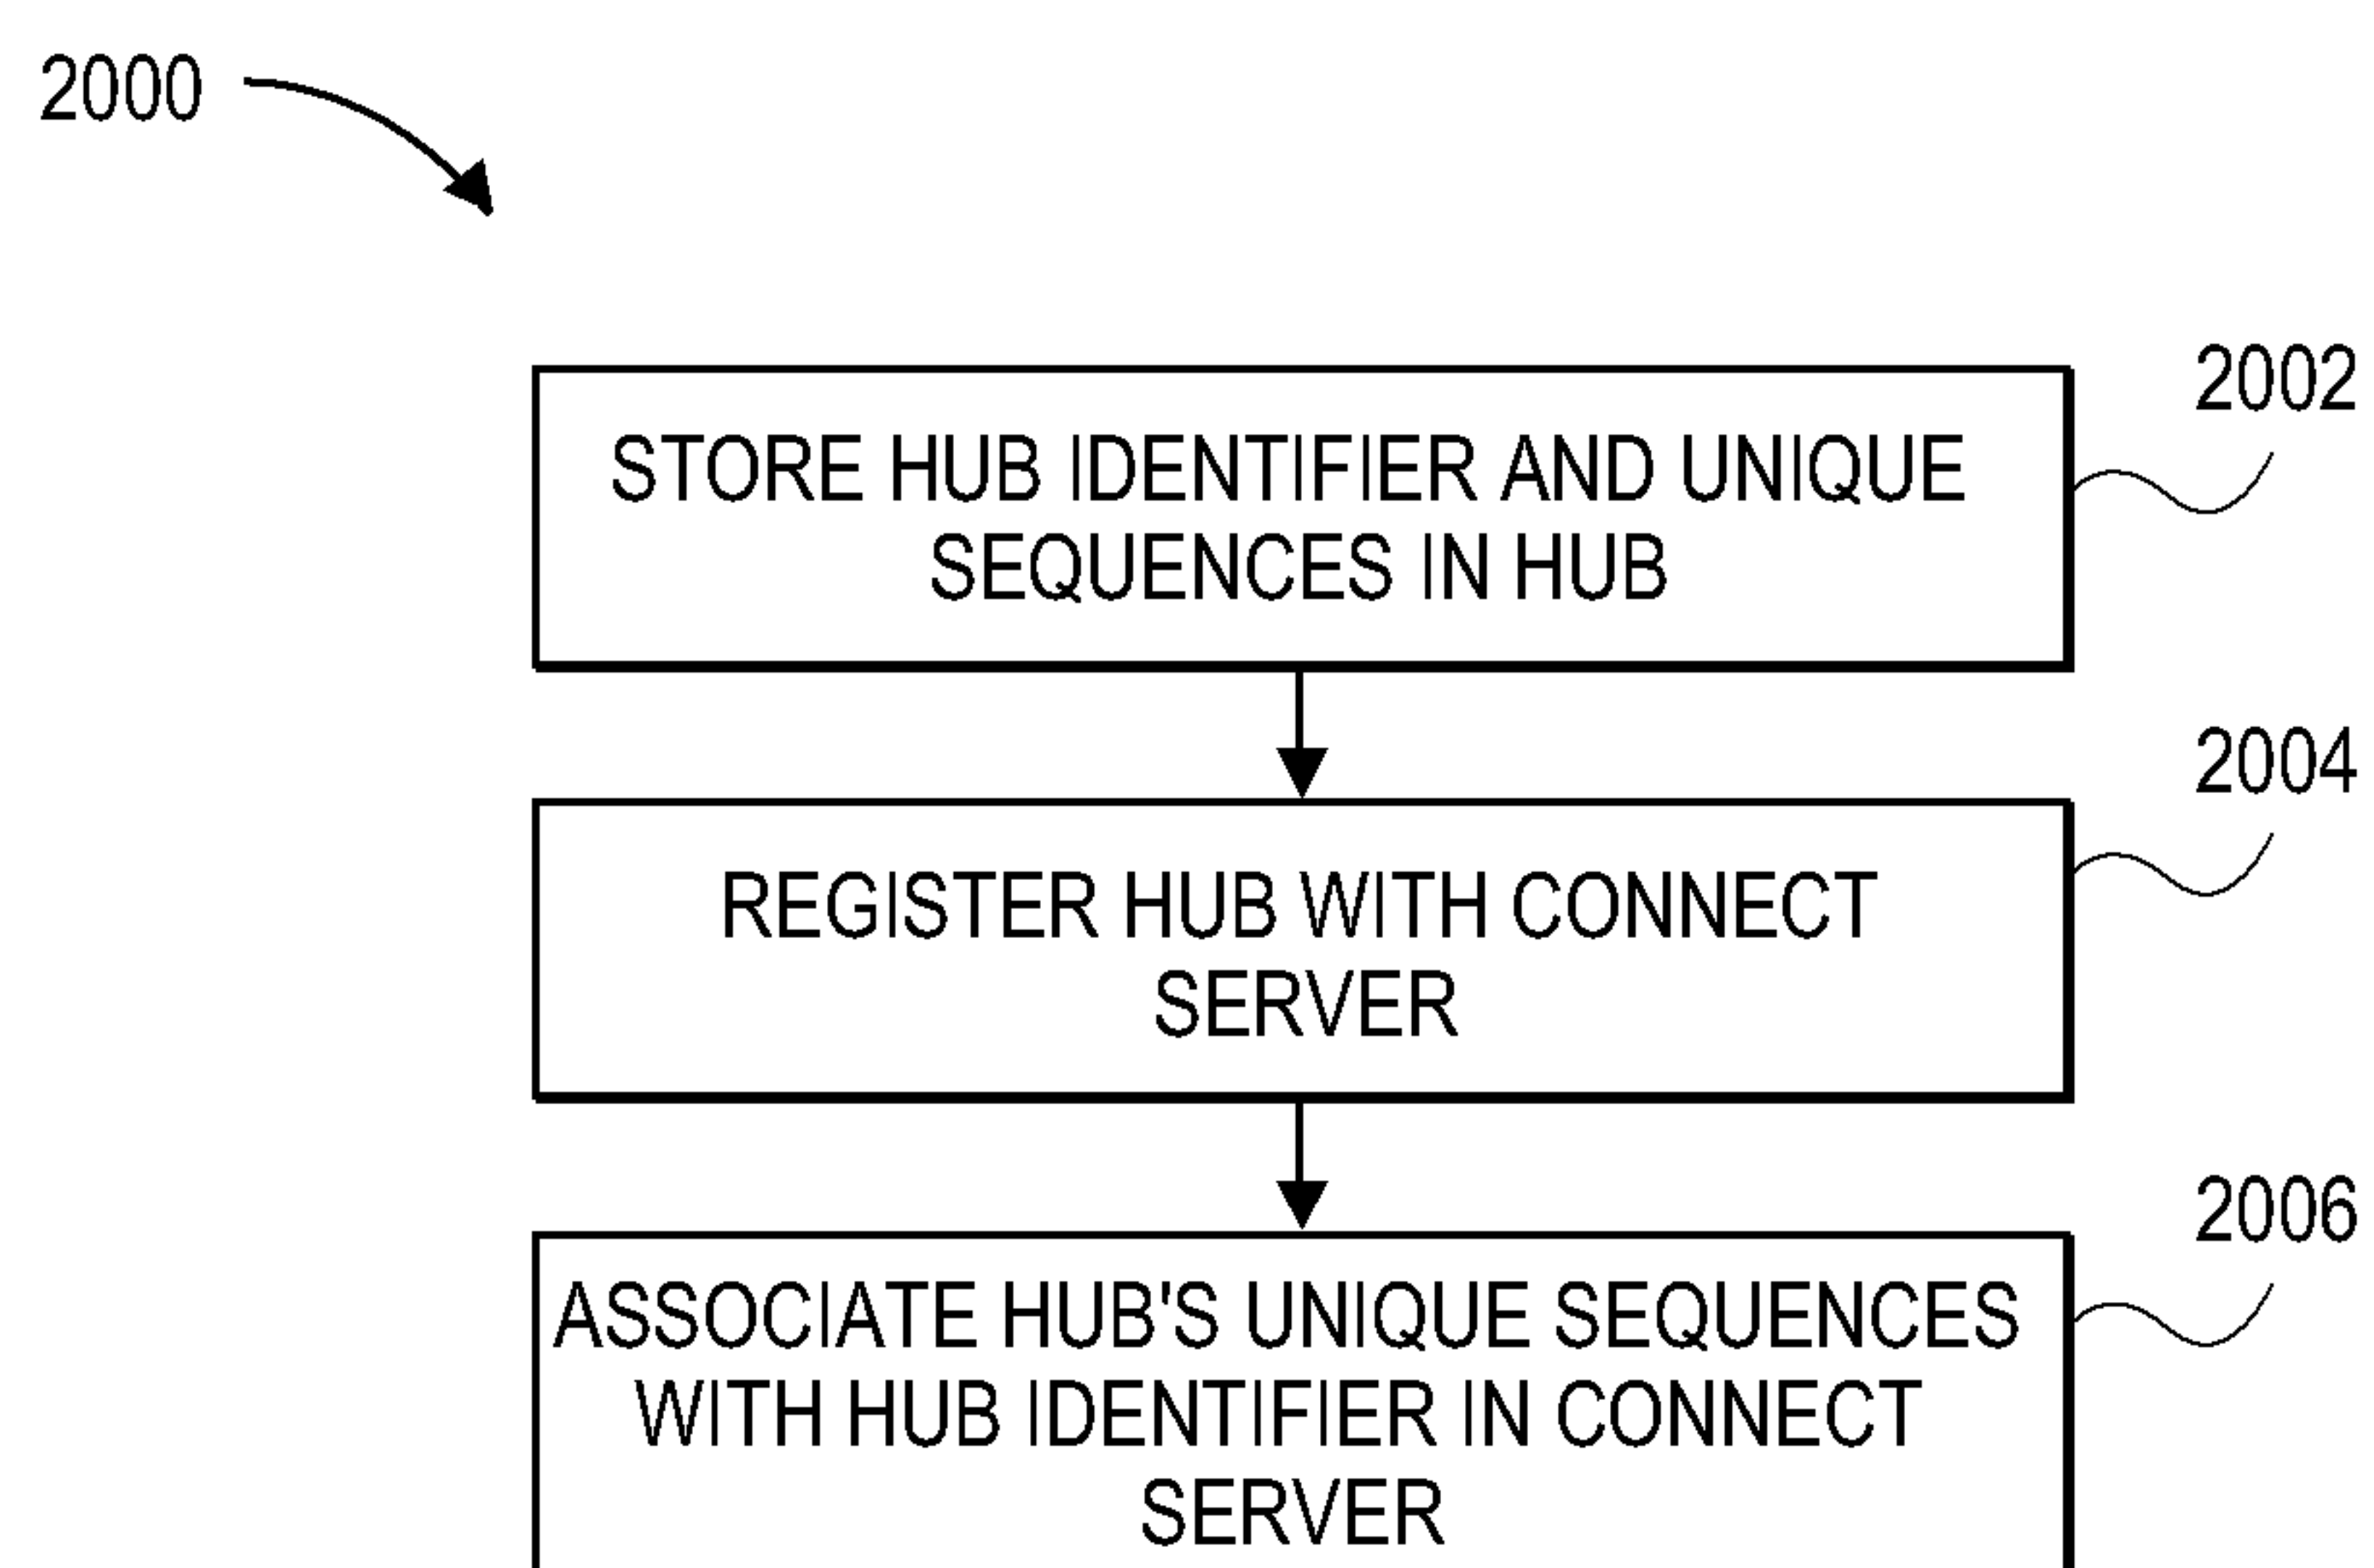 2000
2002
STORE HUB IDENTIFIER AND UNIQUE
SEQUENCES IN HUB
2004
REGISTER HUB WITH CONNECT
SERVER
2006
ASSOCIATE HUB'S UNIQUE SEQUENCES
WITH HUB IDENTIFIER IN CONNECT
SERVER